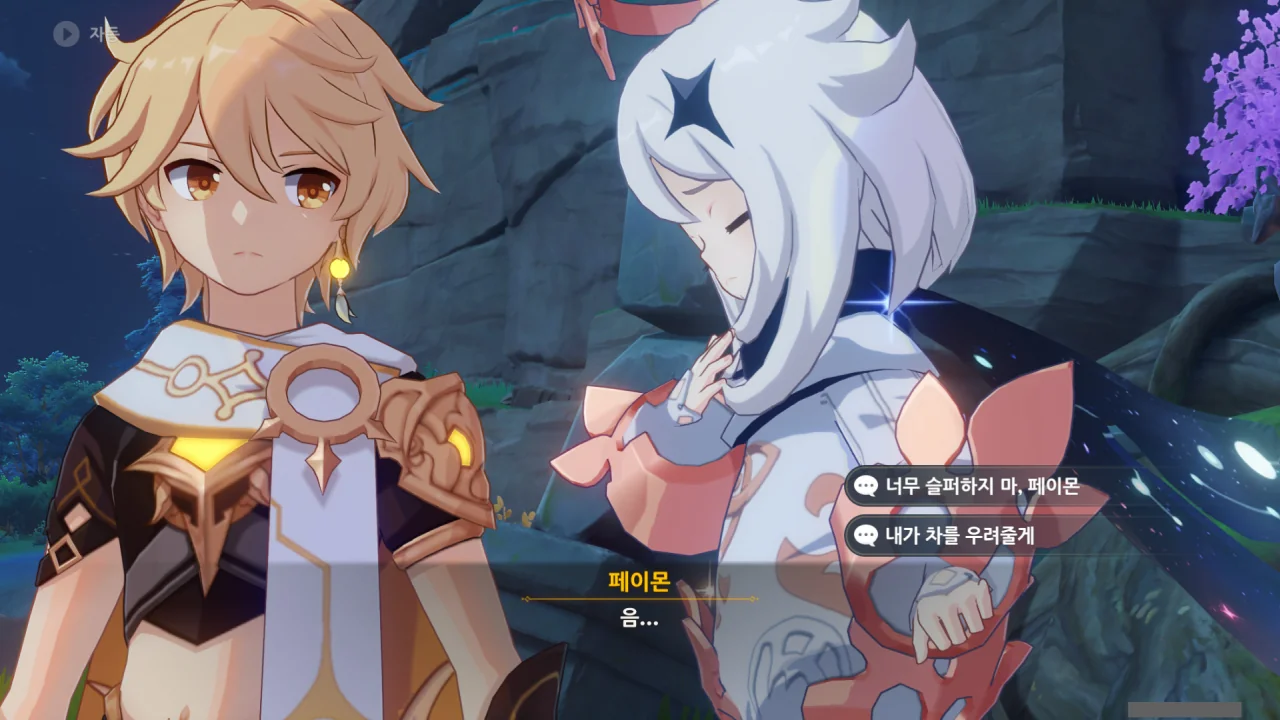 자동
너무 슬퍼하지 마, 페이몬
내가 차를 우려줄게
페이몬
음...